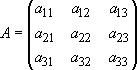 A = ( a₁₁ a₁₂ a₁₃
a₂₁ a₂₂ a₂₃
a₃₁ a₃₂ a₃₃ )